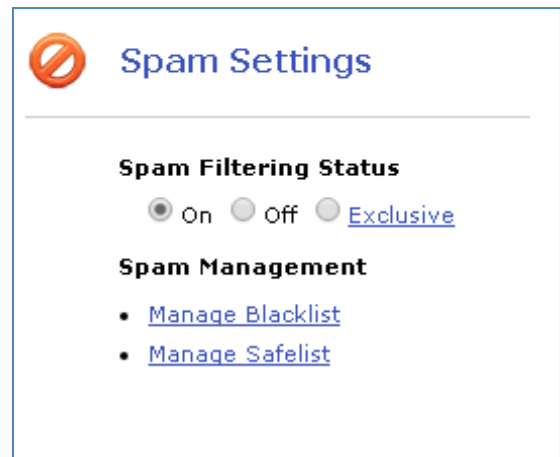 Spam Settings
Spam Filtering Status
On Off Exclusive
Spam Management
Manage Blacklist
Manage Safelist